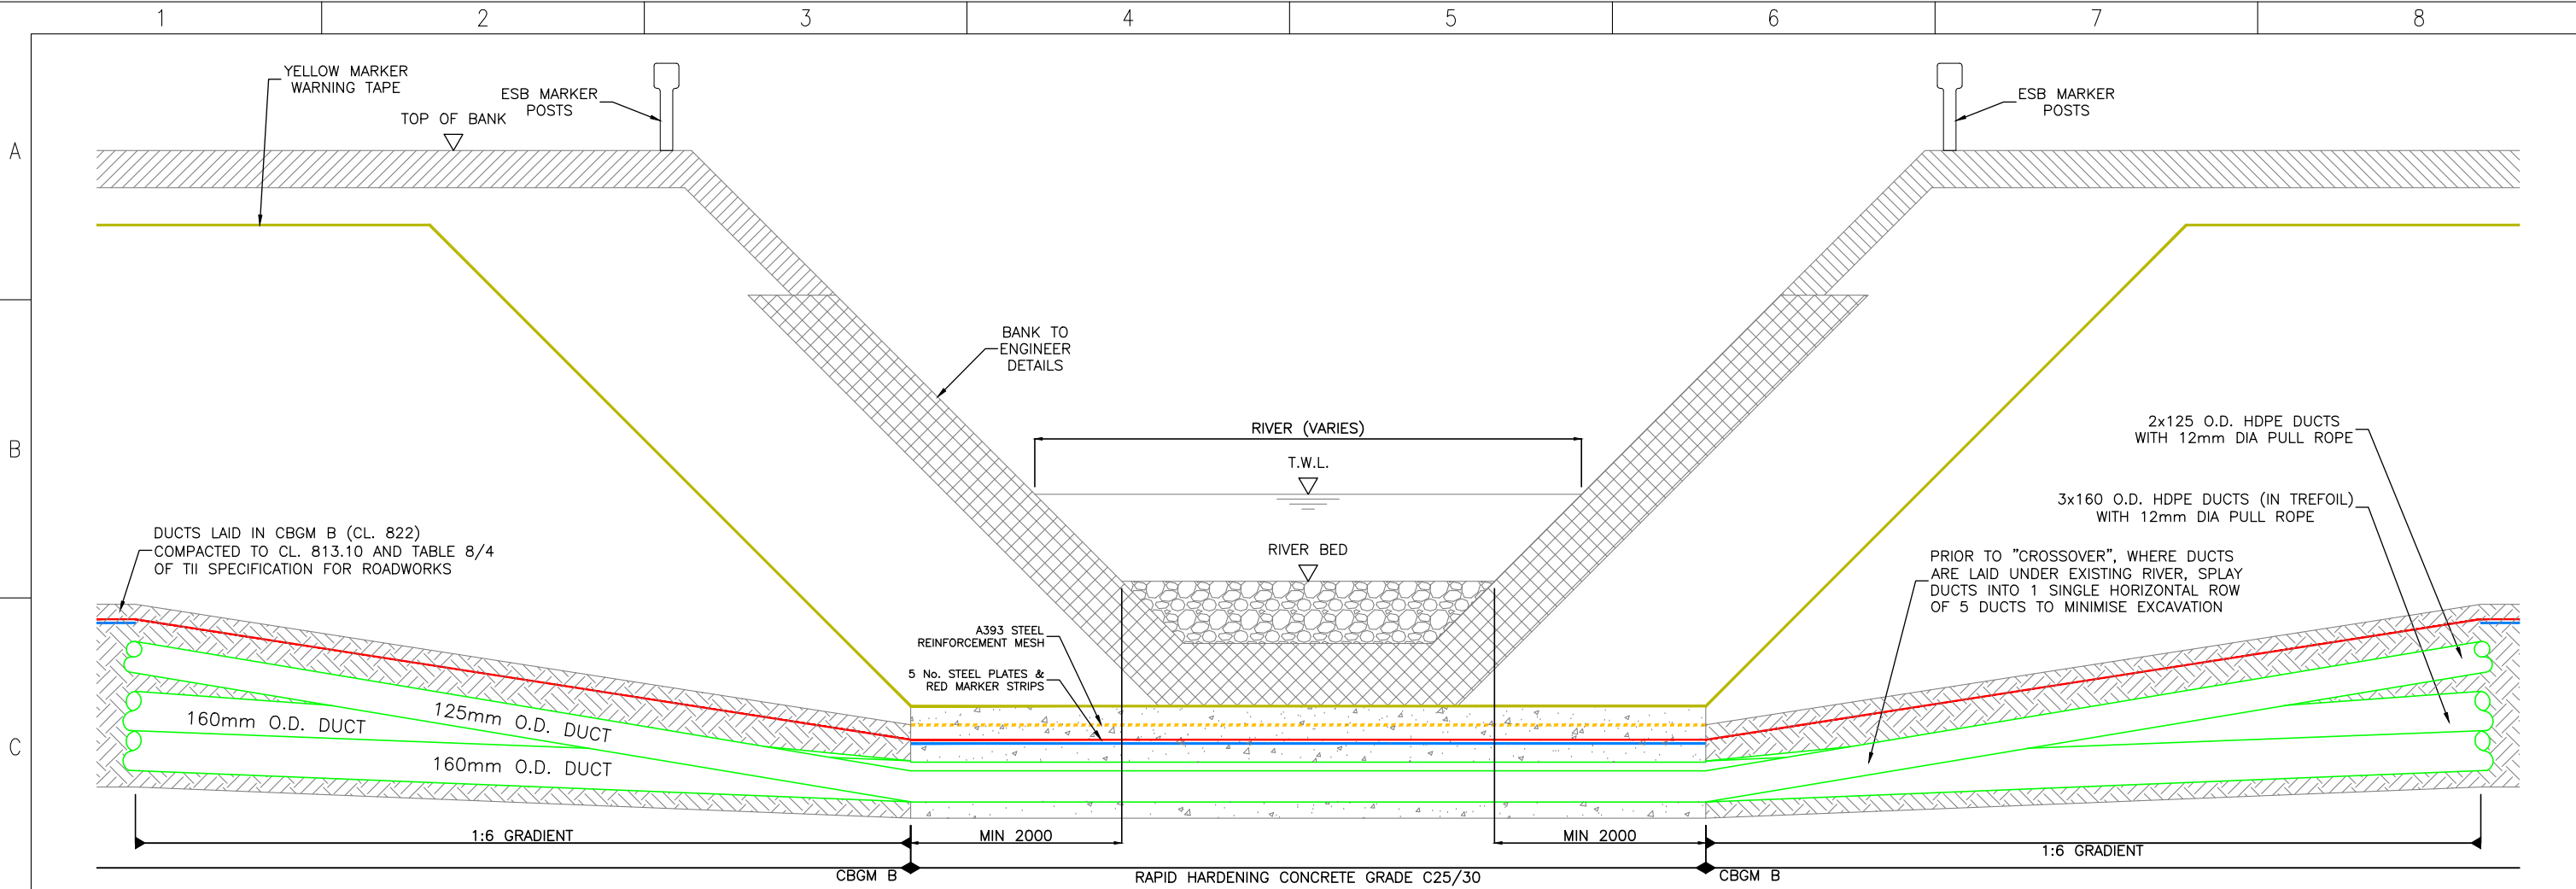 1 2 3 4 5 6 7 8
A
B
C
YELLOW MARKER
WARNING TAPE
TOP OF BANK
ESB MARKER
POSTS
ESB MARKER
POSTS
BANK TO
ENGINEER
DETAILS
RIVER (VARIES)
T.W.L.
RIVER BED
2x125 O.D. HDPE DUCTS
WITH 12mm DIA PULL ROPE
3x160 O.D. HDPE DUCTS (IN TREFOIL)
WITH 12mm DIA PULL ROPE
DUCTS LAID IN CBGM B (CL. 822)
COMPACTED TO CL. 813.10 AND TABLE 8/4
OF TII SPECIFICATION FOR ROADWORKS
PRIOR TO "CROSSOVER", WHERE DUCTS
ARE LAID UNDER EXISTING RIVER, SPLAY
DUCTS INTO 1 SINGLE HORIZONTAL ROW
OF 5 DUCTS TO MINIMISE EXCAVATION
A393 STEEL
REINFORCEMENT MESH
5 No. STEEL PLATES &
RED MARKER STRIPS
125mm O.D. DUCT
160mm O.D. DUCT
160mm O.D. DUCT
1:6 GRADIENT
MIN 2000
MIN 2000
1:6 GRADIENT
CBGM B
RAPID HARDENING CONCRETE GRADE C25/30
CBGM B